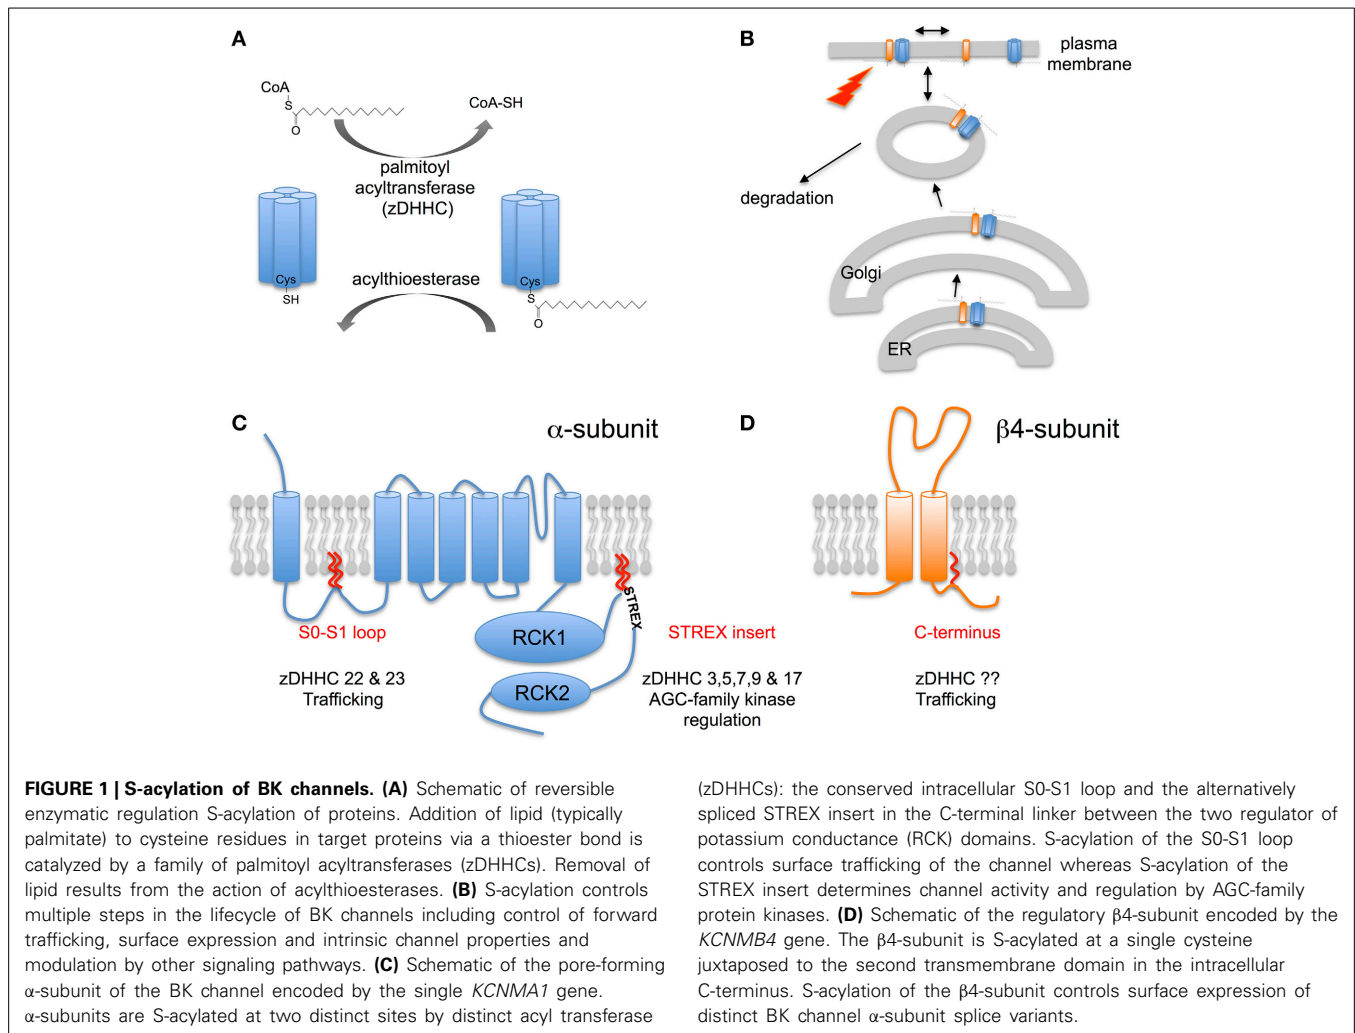 A
CoA
S
O
CoA-SH
palmitoyl
acyltransferase
(zDHHC)
Cys
SH
acylthioesterase
Cys
S
O
B
plasma
membrane
degradation
Golgi
ER
C
α-subunit
STREX
RCK1
RCK2
S0-S1 loop
zDHHC 22 & 23
Trafficking
STREX insert
zDHHC 3,5,7,9 & 17
AGC-family kinase
regulation
D
β4-subunit
C-terminus
zDHHC ??
Trafficking
FIGURE 1 | S-acylation of BK channels. (A) Schematic of reversible
enzymatic regulation S-acylation of proteins. Addition of lipid (typically
palmitate) to cysteine residues in target proteins via a thioester bond is
catalyzed by a family of palmitoyl acyltransferases (zDHHCs). Removal of
lipid results from the action of acylthioesterases. (B) S-acylation controls
multiple steps in the lifecycle of BK channels including control of forward
trafficking, surface expression and intrinsic channel properties and
modulation by other signaling pathways. (C) Schematic of the pore-forming
α-subunit of the BK channel encoded by the single KCNMA1 gene.
α-subunits are S-acylated at two distinct sites by distinct acyl transferase
(zDHHCs): the conserved intracellular S0-S1 loop and the alternatively
spliced STREX insert in the C-terminal linker between the two regulator of
potassium conductance (RCK) domains. S-acylation of the S0-S1 loop
controls surface trafficking of the channel whereas S-acylation of the
STREX insert determines channel activity and regulation by AGC-family
protein kinases. (D) Schematic of the regulatory β4-subunit encoded by the
KCNMB4 gene. The β4-subunit is S-acylated at a single cysteine
juxtaposed to the second transmembrane domain in the intracellular
C-terminus. S-acylation of the β4-subunit controls surface expression of
distinct BK channel α-subunit splice variants.